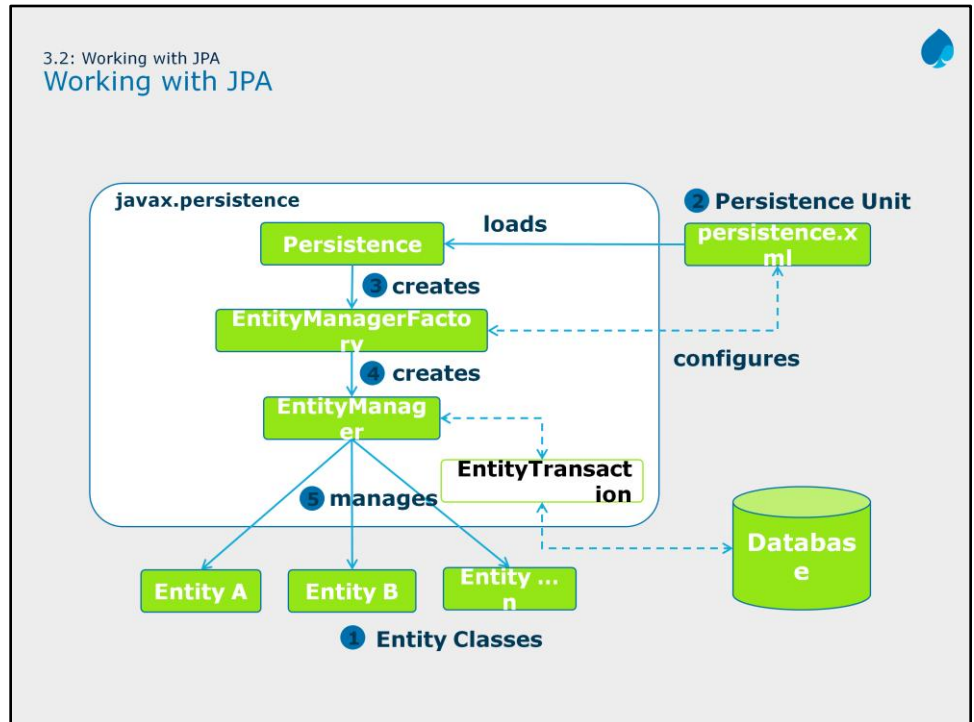 3.2: Working with JPA
Working with JPA
javax.persistence
2 Persistence Unit
loads
Persistence
persistence.x
ml
3 creates
EntityManagerFacto
ry
configures
4 creates
EntityManag
er
EntityTransact
ion
5 manages
Databas
e
Entity A
Entity B
Entity ...
n
1 Entity Classes